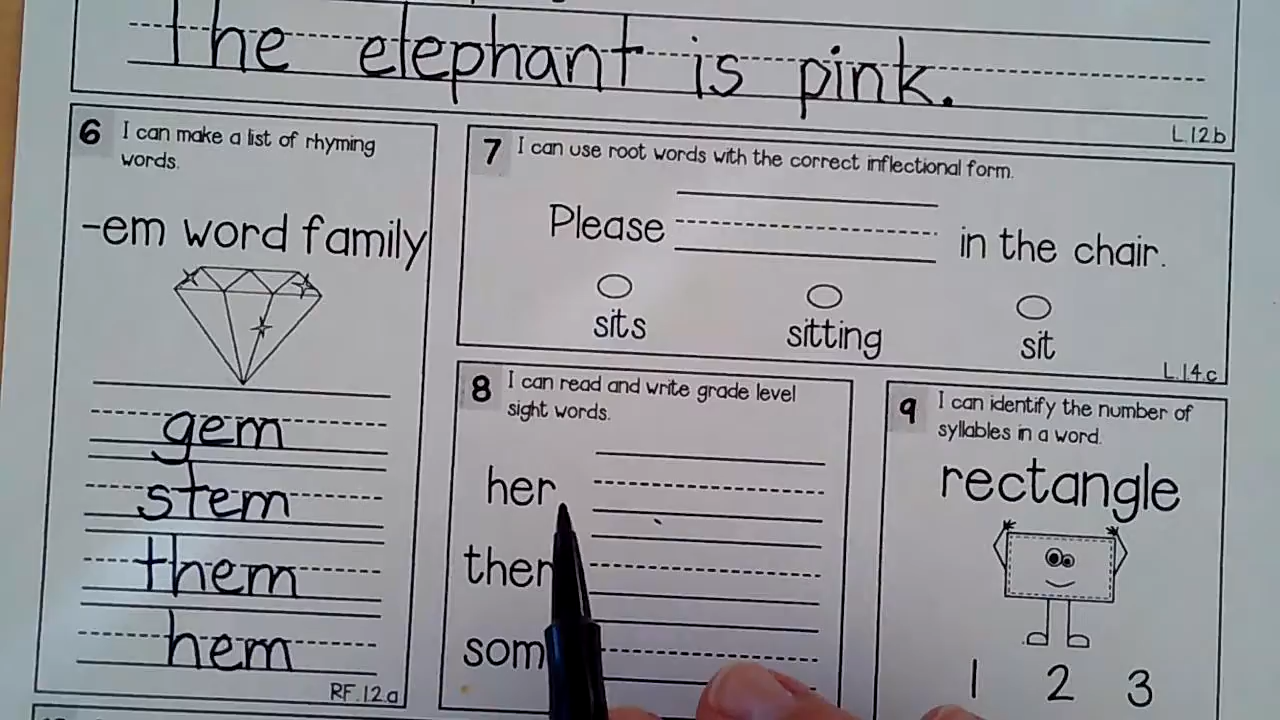 the elephant is pink.
L.1.2.b
6 I can make a list of rhyming
words.
-em word family
gem
stem
them
hem
RF.1.2.a
7 I can use root words with the correct inflectional form.
Please in the chair.
sits sitting sit
L.1.4.c
8 I can read and write grade level
sight words.
her
9 I can identify the number of
syllables in a word.
rectangle
1 2 3